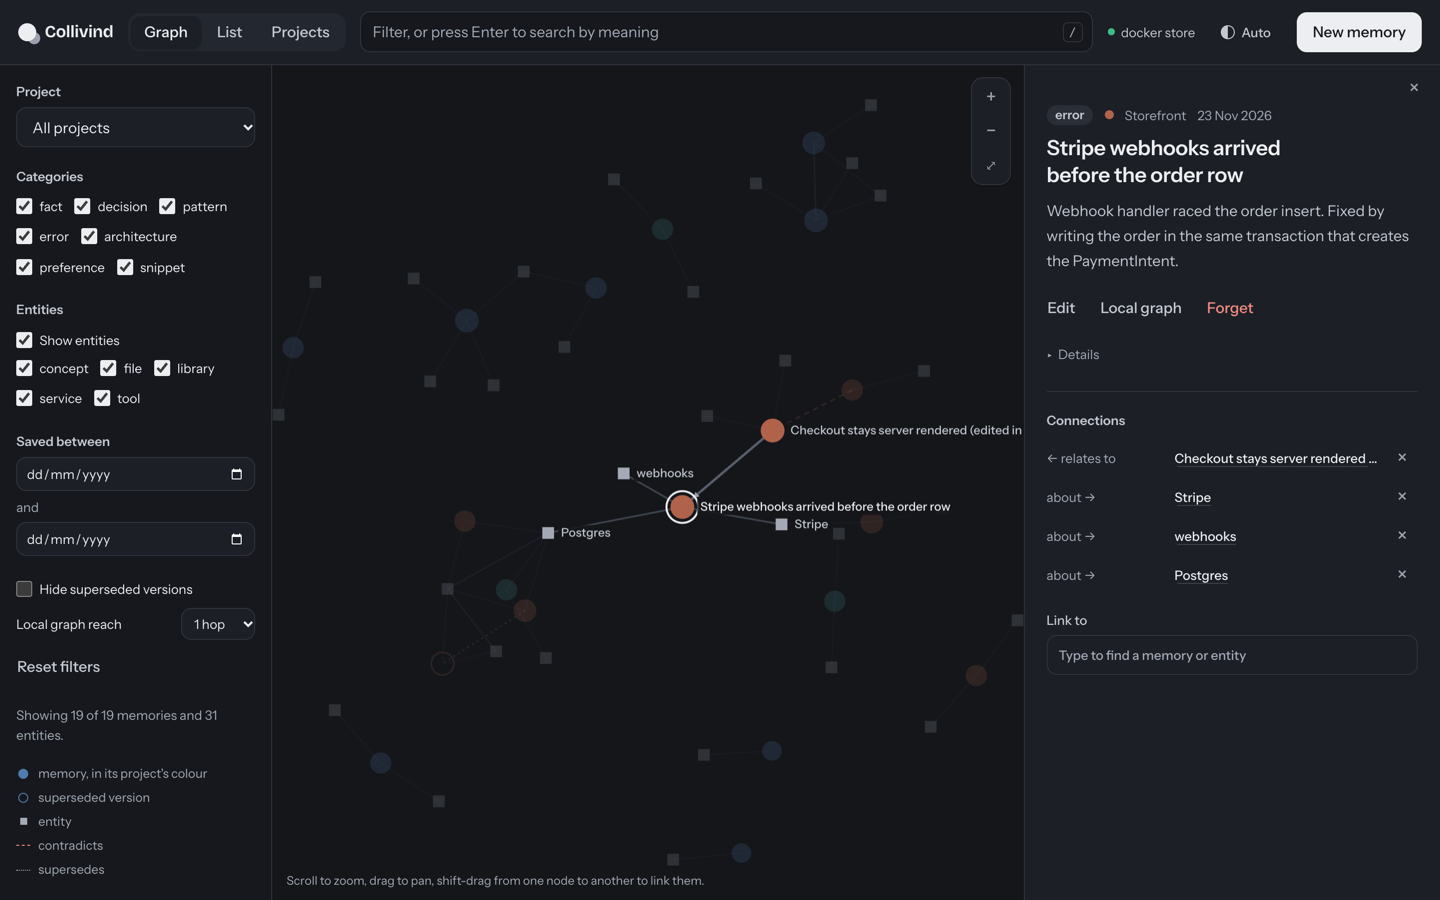 Collivind
Graph
List
Projects
Filter, or press Enter to search by meaning
/
docker store
Auto
New memory
Project
All projects
Categories
fact
decision
pattern
error
architecture
preference
snippet
Entities
Show entities
concept
file
library
service
tool
Saved between
dd/mm/yyyy
and
dd/mm/yyyy
Hide superseded versions
Local graph reach
1 hop
Reset filters
Showing 19 of 19 memories and 31
entities.
memory, in its project's colour
superseded version
entity
contradicts
supersedes
Checkout stays server rendered (edited in
webhooks
Stripe webhooks arrived before the order row
Stripe
Postgres
Scroll to zoom, drag to pan, shift-drag from one node to another to link them.
error
Storefront
23 Nov 2026
Stripe webhooks arrived
before the order row
Webhook handler raced the order insert. Fixed by
writing the order in the same transaction that creates
the PaymentIntent.
Edit
Local graph
Forget
Details
Connections
← relates to
Checkout stays server rendered ...
about →
Stripe
about →
webhooks
about →
Postgres
Link to
Type to find a memory or entity